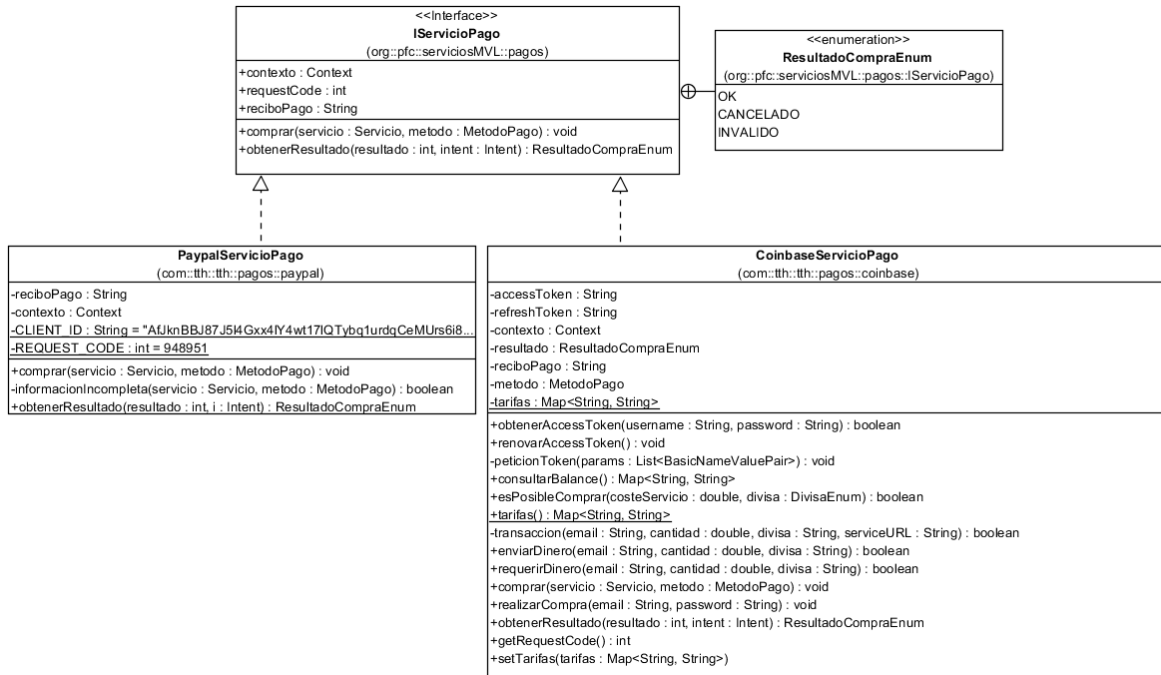 <<Interface>>
IServicioPago
(org::pfc::serviciosMVL::pagos)
+contexto : Context
+requestCode : int
+reciboPago : String
+comprar(servicio : Servicio, metodo : MetodoPago) : void
+obtenerResultado(resultado : int, intent : Intent) : ResultadoCompraEnum
<<enumeration>>
ResultadoCompraEnum
(org::pfc::serviciosMVL::pagos::IServicioPago)
OK
CANCELADO
INVALIDO
PaypalServicioPago
(com::tth::tth::pagos::paypal)
-reciboPago : String
-contexto : Context
-CLIENT_ID : String = "AfJknBBJ87J5I4Gxx4IY4wt17IQTybq1urdqCeMUrs6i8...
-REQUEST_CODE : int = 948951
+comprar(servicio : Servicio, metodo : MetodoPago) : void
-informacionIncompleta(servicio : Servicio, metodo : MetodoPago) : boolean
+obtenerResultado(resultado : int, i : Intent) : ResultadoCompraEnum
CoinbaseServicioPago
(com::tth::tth::pagos::coinbase)
-accessToken : String
-refreshToken : String
-contexto : Context
-resultado : ResultadoCompraEnum
-reciboPago : String
-metodo : MetodoPago
-tarifas : Map<String, String>
+obtenerAccessToken(username : String, password : String) : boolean
+renovarAccessToken() : void
-peticionToken(params : List<BasicNameValuePair>) : void
+consultarBalance() : Map<String, String>
+esPosibleComprar(costeServicio : double, divisa : DivisaEnum) : boolean
+tarifas() : Map<String, String>
-transaccion(email : String, cantidad : double, divisa : String, serviceURL : String) : boolean
+enviarDinero(email : String, cantidad : double, divisa : String) : boolean
+requerirDinero(email : String, cantidad : double, divisa : String) : boolean
+comprar(servicio : Servicio, metodo : MetodoPago) : void
+realizarCompra(email : String, password : String) : void
+obtenerResultado(resultado : int, intent : Intent) : ResultadoCompraEnum
+getRequestCode() : int
+setTarifas(tarifas : Map<String, String>)